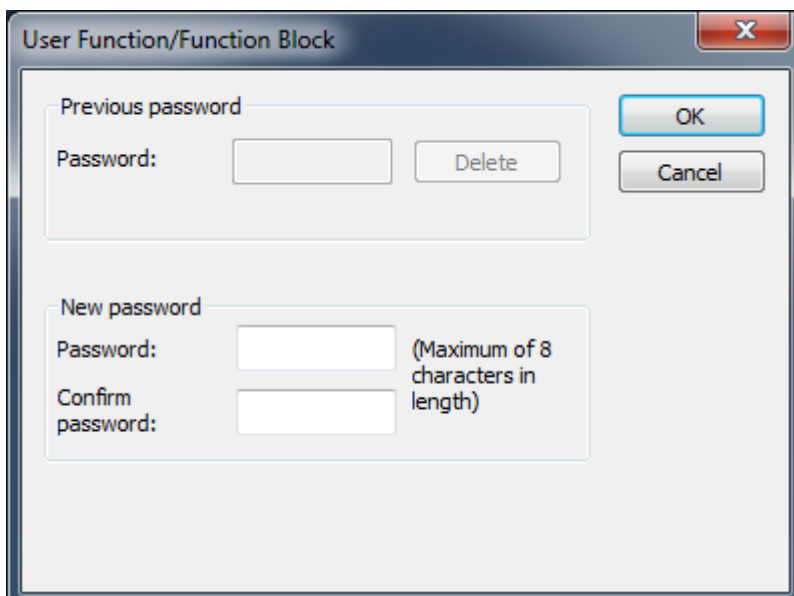 User Function/Function Block
Previous password
Password:
Delete
OK
Cancel
New password
Password:
(Maximum of 8
characters in
length)
Confirm
password: